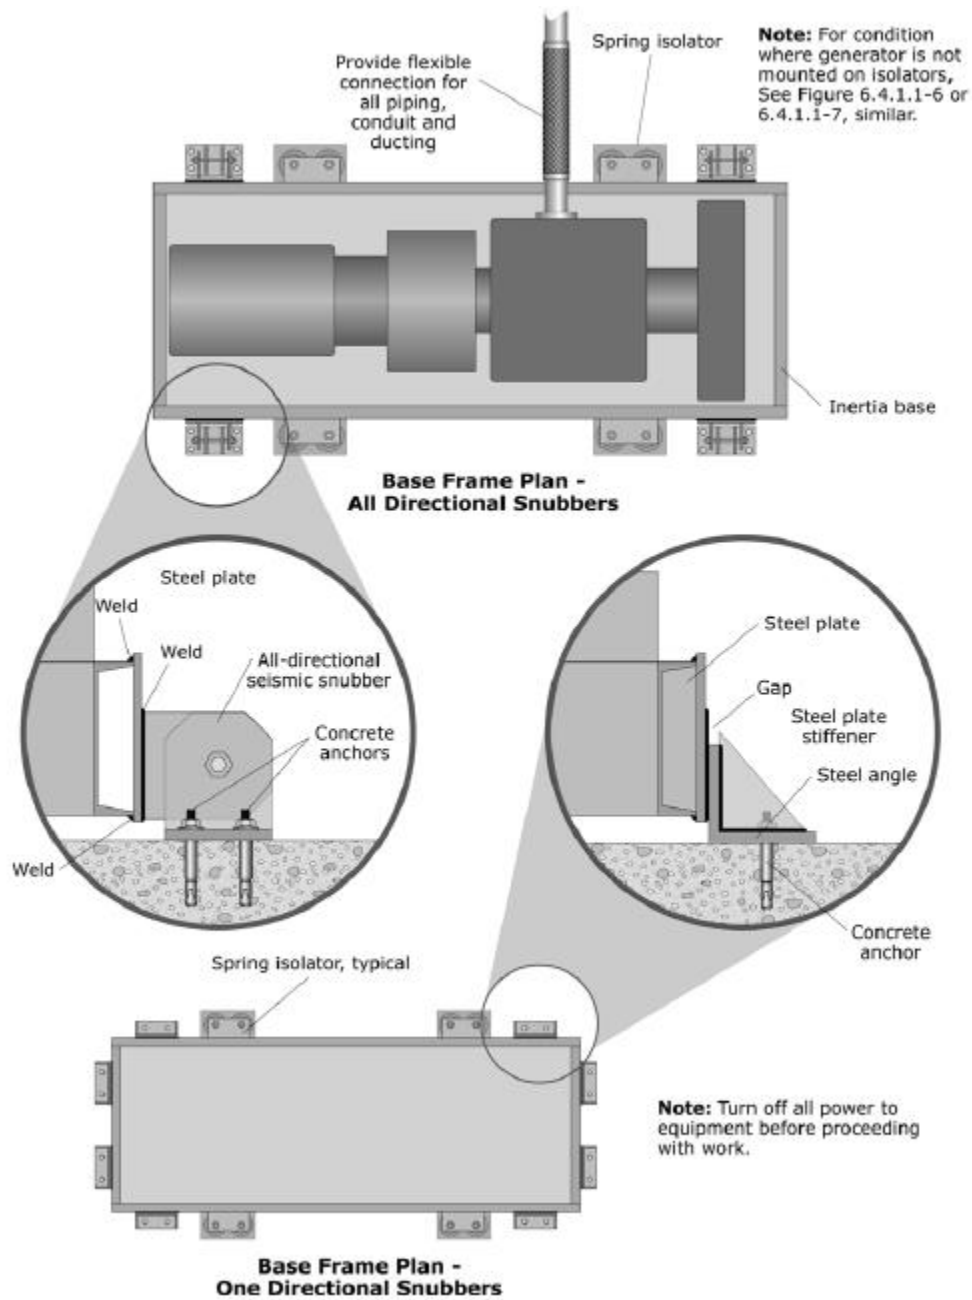 Spring isolator
Provide flexible
connection for
all piping,
conduit and
ducting
Note: For condition
where generator is not
mounted on isolators,
See Figure 6.4.1.1-6 or
6.4.1.1-7, similar.
Inertia base
Base Frame Plan -
All Directional Snubbers
Steel plate
Weld
Weld
All-directional
seismic snubber
Concrete
anchors
Weld
Steel plate
Gap
Steel plate
stiffener
Steel angle
Concrete
anchor
Spring isolator, typical
Note: Turn off all power to
equipment before proceeding
with work.
Base Frame Plan -
One Directional Snubbers